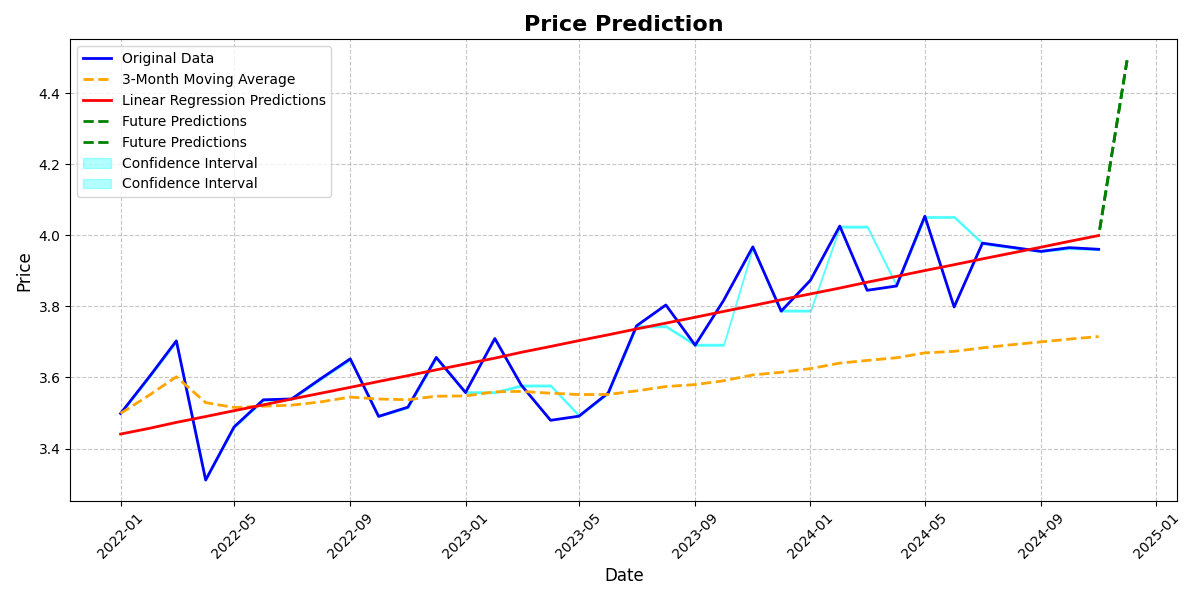 Price Prediction
Original Data
3-Month Moving Average
Linear Regression Predictions
Future Predictions
Future Predictions
Confidence Interval
Confidence Interval
Price
4.4
4.2
4.0
3.8
3.6
3.4
2022-01
2022-05
2022-09
2023-01
2023-05
2023-09
2024-01
2024-05
2024-09
2025-01
Date